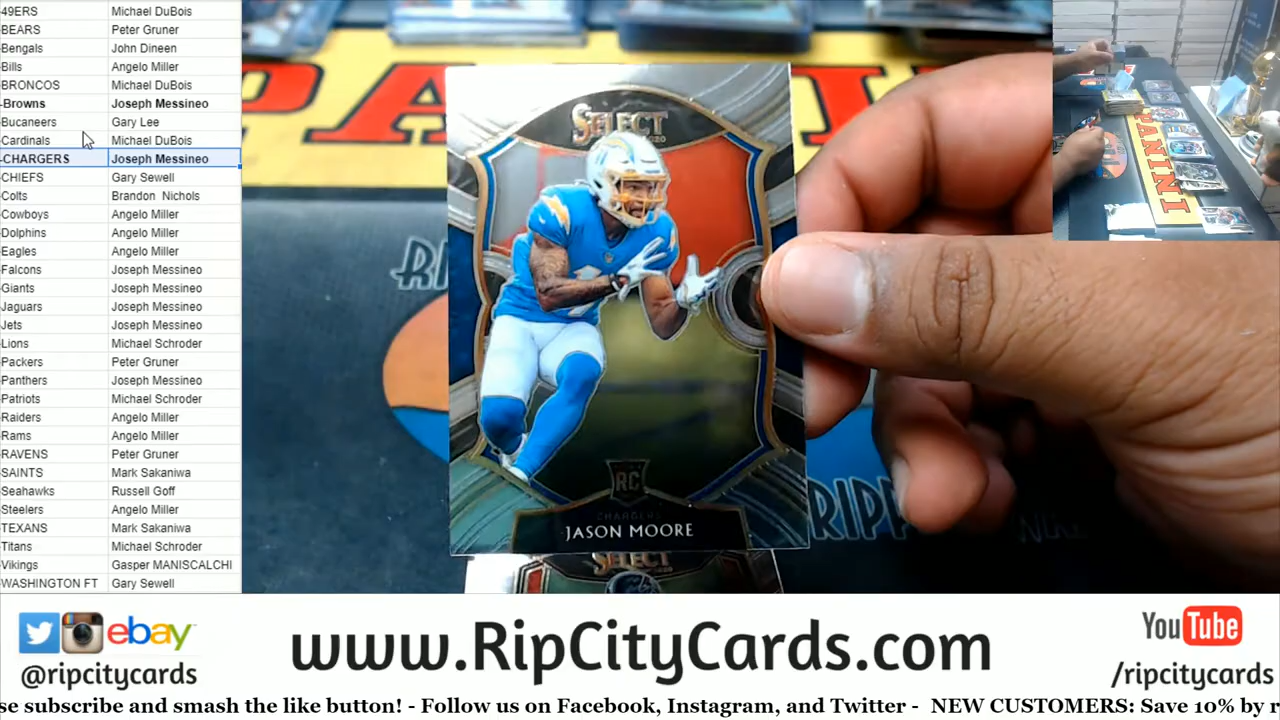 49ERS Michael DuBois
BEARS Peter Gruner
Bengals John Dineen
Bills Angelo Miller
BRONCOS Michael DuBois
-Browns Joseph Messineo
Bucaneers Gary Lee
Cardinals Michael DuBois
-CHARGERS Joseph Messineo
CHIEFS Gary Sewell
Colts Brandon Nichols
Cowboys Angelo Miller
Dolphins Angelo Miller
Eagles Angelo Miller
Falcons Joseph Messineo
Giants Joseph Messineo
Jaguars Joseph Messineo
Jets Joseph Messineo
Lions Michael Schroder
Packers Peter Gruner
Panthers Joseph Messineo
Patriots Michael Schroder
Raiders Angelo Miller
Rams Angelo Miller
RAVENS Peter Gruner
SAINTS Mark Sakaniwa
Seahawks Russell Goff
Steelers Angelo Miller
TEXANS Mark Sakaniwa
Titans Michael Schroder
Vikings Gasper MANISCALCHI
WASHINGTON FT Gary Sewell
PANINI
SELECT
2020
RC
CHARGERS
JASON MOORE
SELECT
RI
RIPP
PANINI
ebay
@ripcitycards
www.RipCityCards.com
YouTube
/ripcitycards
se subscribe and smash the like button! - Follow us on Facebook, Instagram, and Twitter - NEW CUSTOMERS: Save 10% by r